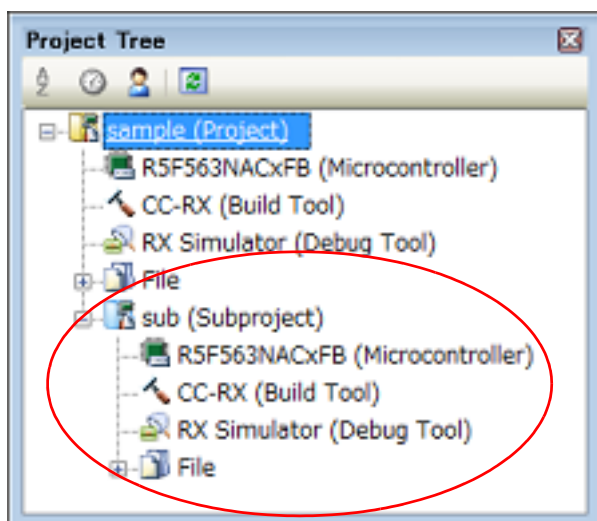 Project Tree
sample (Project)
R5F563NACxFB (Microcontroller)
CC-RX (Build Tool)
RX Simulator (Debug Tool)
File
sub (Subproject)
R5F563NACxFB (Microcontroller)
CC-RX (Build Tool)
RX Simulator (Debug Tool)
File